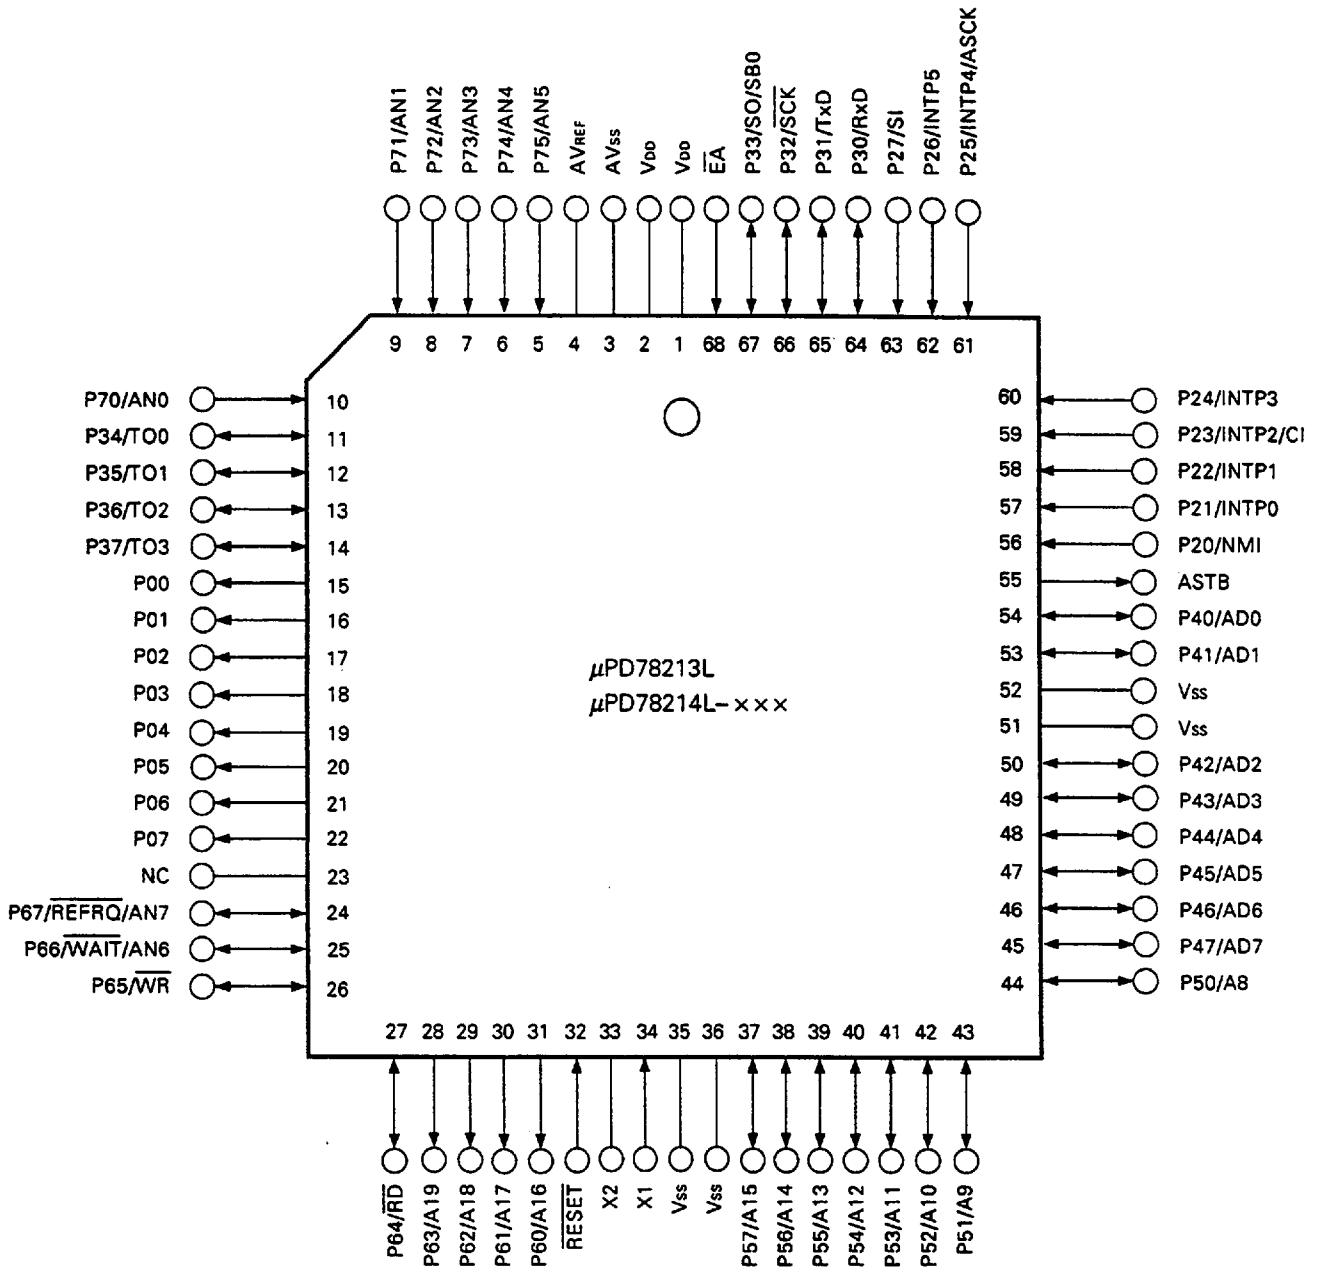 P71/AN1
P72/AN2
P73/AN3
P74/AN4
P75/AN5
AVREF
AVss
VDD
VDD
EA
P33/SO/SB0
P32/SCK
P31/TxD
P30/RxD
P27/SI
P26/INTP5
P25/INTP4/ASCK
9 8 7 6 5 4 3 2 1 68 67 66 65 64 63 62 61
P70/AN0 10
P34/TO0 11
P35/TO1 12
P36/TO2 13
P37/TO3 14
P00 15
P01 16
P02 17
P03 18
P04 19
P05 20
P06 21
P07 22
NC 23
P67/REFRQ/AN7 24
P66/WAIT/AN6 25
P65/WR 26
μPD78213L
μPD78214L-×××
60 P24/INTP3
59 P23/INTP2/CI
58 P22/INTP1
57 P21/INTP0
56 P20/NMI
55 ASTB
54 P40/AD0
53 P41/AD1
52 Vss
51 Vss
50 P42/AD2
49 P43/AD3
48 P44/AD4
47 P45/AD5
46 P46/AD6
45 P47/AD7
44 P50/A8
27 28 29 30 31 32 33 34 35 36 37 38 39 40 41 42 43
P64/RD
P63/A19
P62/A18
P61/A17
P60/A16
RESET
X2
X1
Vss
Vss
P57/A15
P56/A14
P55/A13
P54/A12
P53/A11
P52/A10
P51/A9